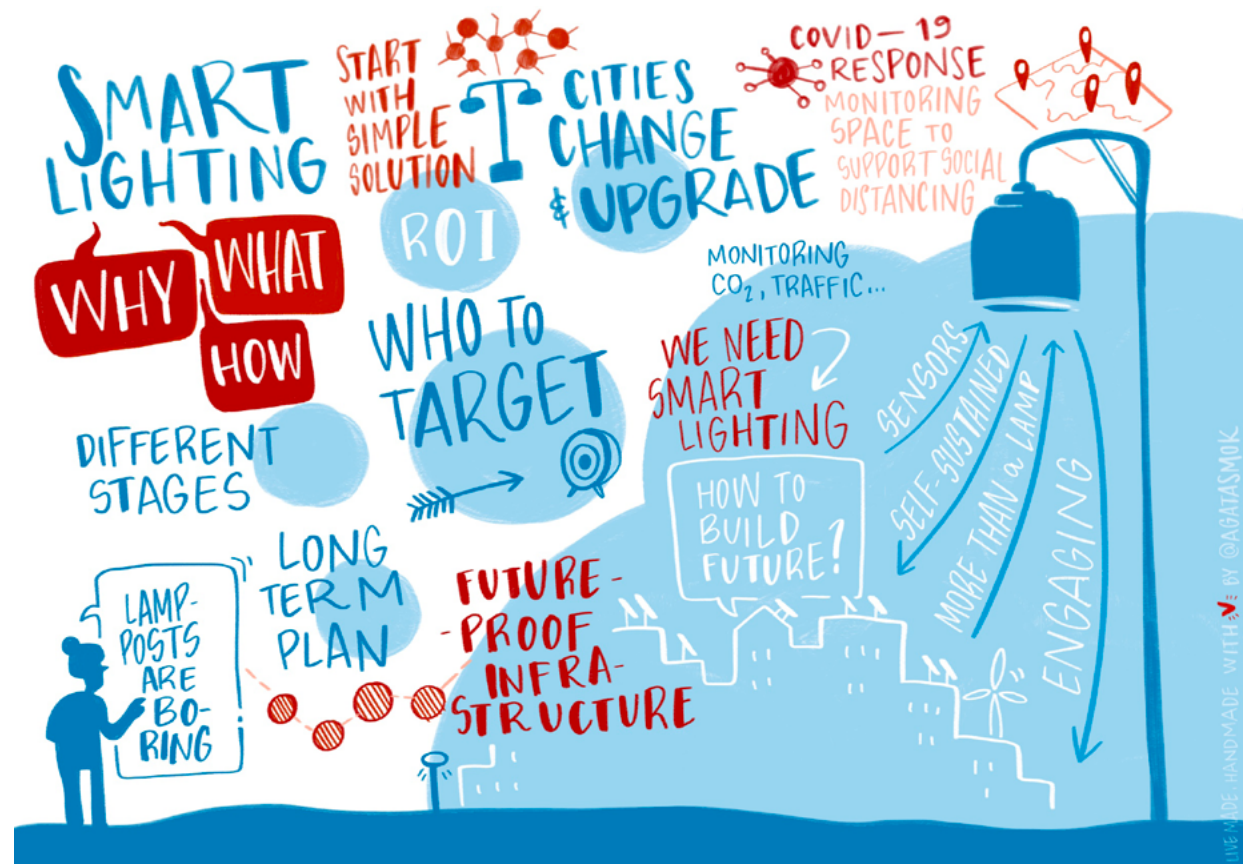 SMART
LIGHTING
WHY
WHAT
HOW
START
WITH
SIMPLE
SOLUTION
ROI
CITIES
CHANGE
& UPGRADE
COVID-19
RESPONSE
MONITORING
SPACE TO
SUPPORT SOCIAL
DISTANCING
MONITORING
CO₂, TRAFFIC...
WHO TO
TARGET
WE NEED
SMART
LIGHTING
DIFFERENT
STAGES
HOW TO
BUILD
FUTURE?
SENSORS
SELF-SUSTAINED
MORE THAN a LAMP
ENGAGING
LONG
TERM
PLAN
FUTURE-
-PROOF
INFRA-
STRUCTURE
LAMP-
POSTS
ARE
BO-
RING
LIVE MADE. HANDMADE WITH BY @AGATASMOK